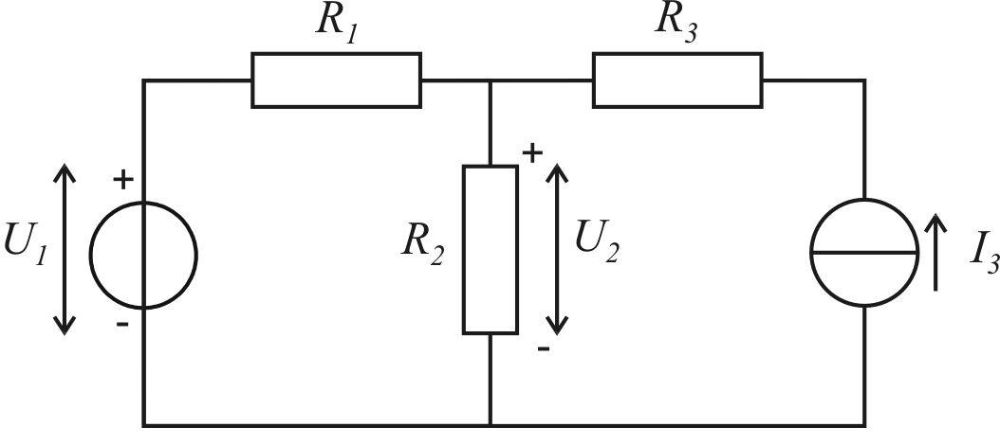 R1
R3
+
+
U1
R2
U2
I3
-
-